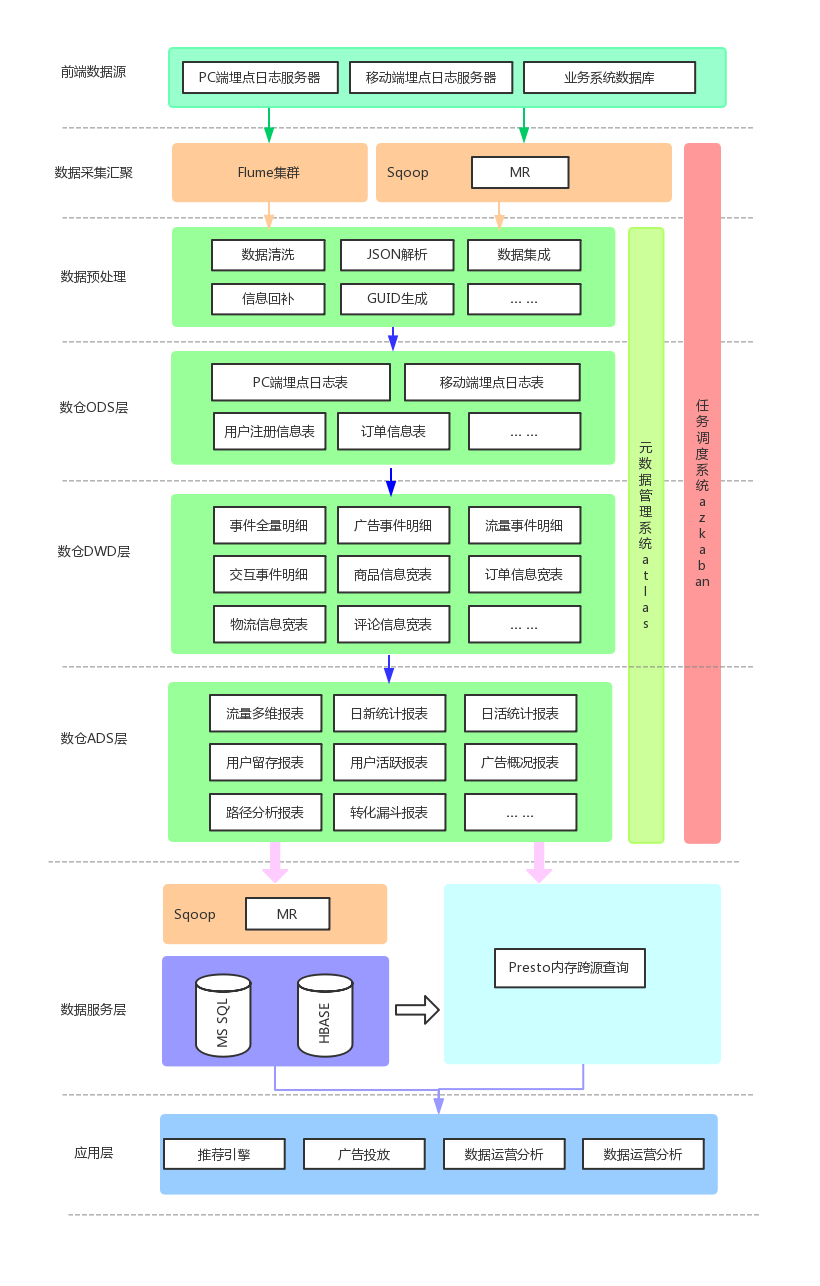 前端数据源
PC端埋点日志服务器
移动端埋点日志服务器
业务系统数据库
数据采集汇聚
Flume集群
Sqoop
MR
数据预处理
数据清洗
JSON解析
数据集成
信息回补
GUID生成
... ...
数仓ODS层
PC端埋点日志表
移动端埋点日志表
用户注册信息表
订单信息表
... ...
数仓DWD层
事件全量明细
广告事件明细
流量事件明细
交互事件明细
商品信息宽表
订单信息宽表
物流信息宽表
评论信息宽表
... ...
数仓ADS层
流量多维报表
日新统计报表
日活统计报表
用户留存报表
用户活跃报表
广告概况报表
路径分析报表
转化漏斗报表
... ...
元数据管理系统atlas
任务调度系统azkaban
Sqoop
MR
数据服务层
MS SQL
HBASE
Presto内存跨源查询
应用层
推荐引擎
广告投放
数据运营分析
数据运营分析